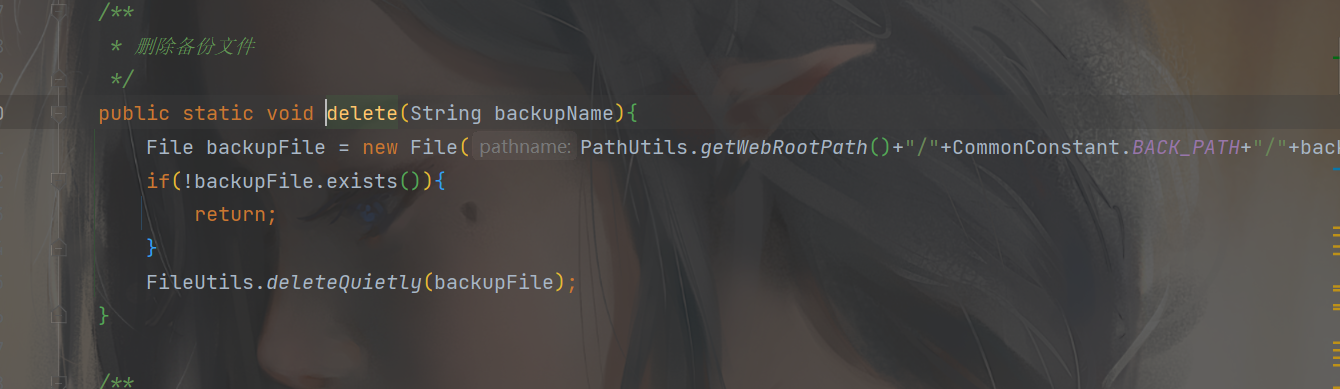 /**
* 删除备份文件
*/
public static void delete(String backupName){
File backupFile = new File( pathname: PathUtils.getWebRootPath()+"/"+CommonConstant.BACK_PATH+"/"+back
if(!backupFile.exists()){
return;
}
FileUtils.deleteQuietly(backupFile);
}
/**